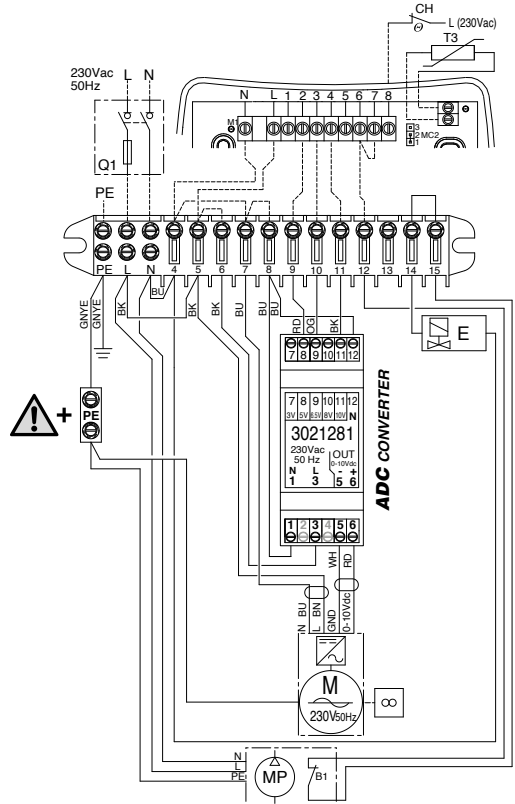 CH
L (230Vac)
T3
230Vac
50Hz
L N
N L 1 2 3 4 5 6 7 8
M1
3
2 MC2
1
Q1
PE
PE L N 4 5 6 7 8 9 10 11 12 13 14 15
GNYE
GNYE
BK
BU
BK
BK
BU
BU
BU
RD
OG
BK
E
7 8 9 10 11 12
+
PE
7 8 9 10 11 12
3V 5V 6.5V 8V 10V N
3021281
230Vac
50 Hz
OUT
0-10Vdc
N L - +
1 3 5 6
ADC CONVERTER
1 2 3 4 5 6
WH
RD
N BU
L BN
GND
0-10Vdc
M
230V50Hz
8
N
L
PE
MP
B1